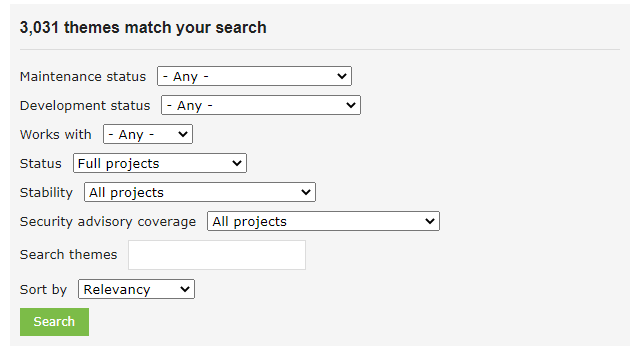 3,031 themes match your search
Maintenance status - Any -
Development status - Any -
Works with - Any -
Status Full projects
Stability All projects
Security advisory coverage All projects
Search themes
Sort by Relevancy
Search